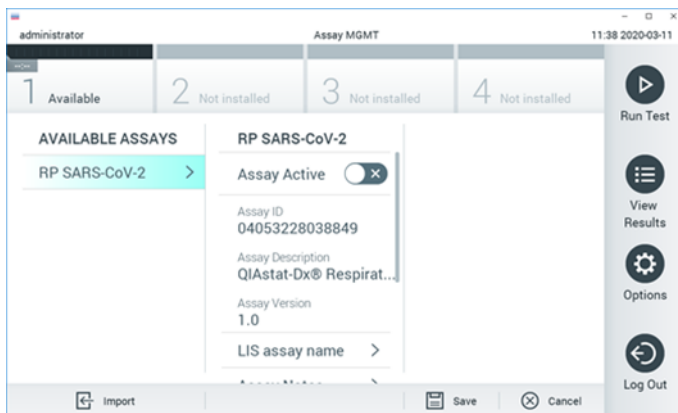 administrator Assay MGMT 11:38 2020-03-11
1 Available 2 Not installed 3 Not installed 4 Not installed
Run Test
AVAILABLE ASSAYS
RP SARS-CoV-2
RP SARS-CoV-2
Assay Active
Assay ID
04053228038849
Assay Description
QIAstat-Dx® Respirat...
Assay Version
1.0
LIS assay name
View
Results
Options
Log Out
Import Save Cancel